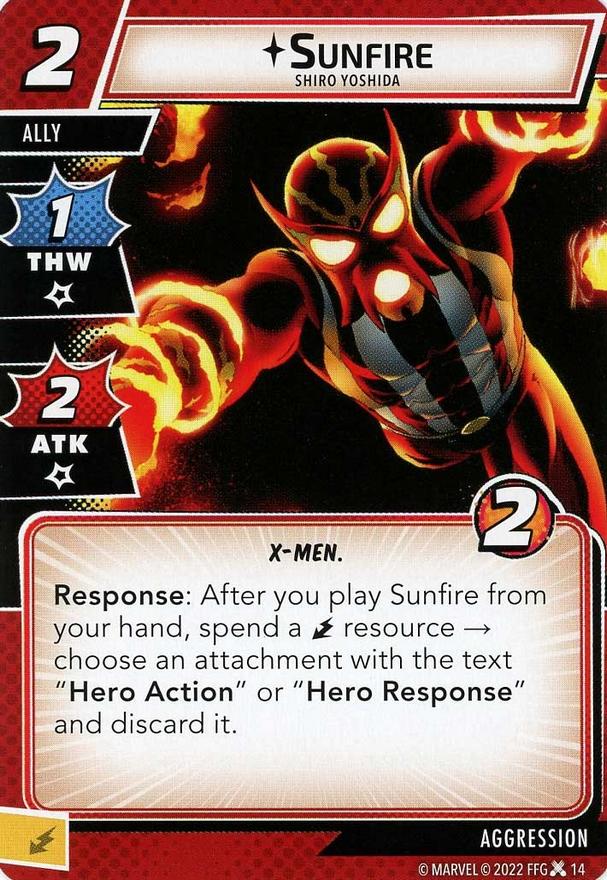 2
SUNFIRE
SHIRO YOSHIDA
ALLY
1
THW
2
ATK
2
X-MEN.
Response: After you play Sunfire from
your hand, spend a resource →
choose an attachment with the text
“Hero Action” or “Hero Response”
and discard it.
AGGRESSION
© MARVEL © 2022 FFG 14